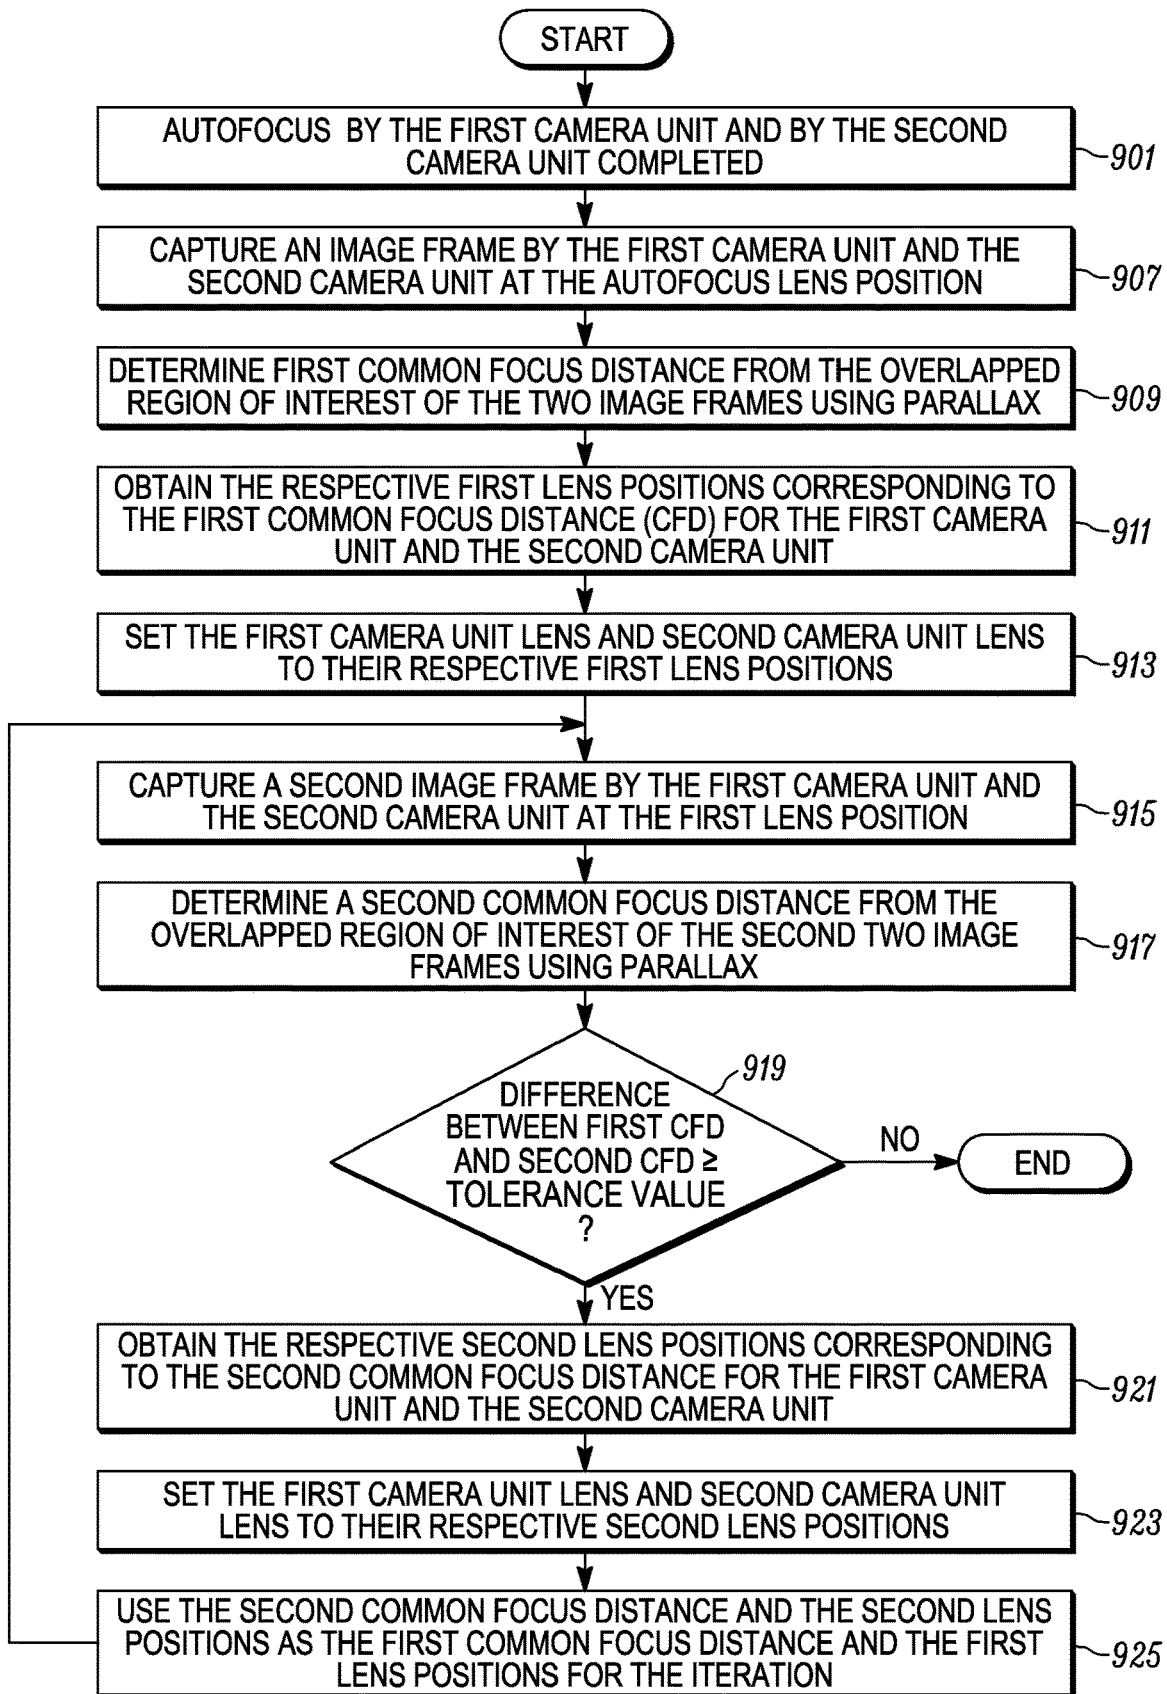 START
AUTOFOCUS BY THE FIRST CAMERA UNIT AND BY THE SECOND
CAMERA UNIT COMPLETED
901
CAPTURE AN IMAGE FRAME BY THE FIRST CAMERA UNIT AND THE
SECOND CAMERA UNIT AT THE AUTOFOCUS LENS POSITION
907
DETERMINE FIRST COMMON FOCUS DISTANCE FROM THE OVERLAPPED
REGION OF INTEREST OF THE TWO IMAGE FRAMES USING PARALLAX
909
OBTAIN THE RESPECTIVE FIRST LENS POSITIONS CORRESPONDING TO
THE FIRST COMMON FOCUS DISTANCE (CFD) FOR THE FIRST CAMERA
UNIT AND THE SECOND CAMERA UNIT
911
SET THE FIRST CAMERA UNIT LENS AND SECOND CAMERA UNIT LENS
TO THEIR RESPECTIVE FIRST LENS POSITIONS
913
CAPTURE A SECOND IMAGE FRAME BY THE FIRST CAMERA UNIT AND
THE SECOND CAMERA UNIT AT THE FIRST LENS POSITION
915
DETERMINE A SECOND COMMON FOCUS DISTANCE FROM THE
OVERLAPPED REGION OF INTEREST OF THE SECOND TWO IMAGE
FRAMES USING PARALLAX
917
919
DIFFERENCE
BETWEEN FIRST CFD
AND SECOND CFD ≥
TOLERANCE VALUE
?
NO
END
YES
OBTAIN THE RESPECTIVE SECOND LENS POSITIONS CORRESPONDING
TO THE SECOND COMMON FOCUS DISTANCE FOR THE FIRST CAMERA
UNIT AND THE SECOND CAMERA UNIT
921
SET THE FIRST CAMERA UNIT LENS AND SECOND CAMERA UNIT
LENS TO THEIR RESPECTIVE SECOND LENS POSITIONS
923
USE THE SECOND COMMON FOCUS DISTANCE AND THE SECOND LENS
POSITIONS AS THE FIRST COMMON FOCUS DISTANCE AND THE FIRST
LENS POSITIONS FOR THE ITERATION
925